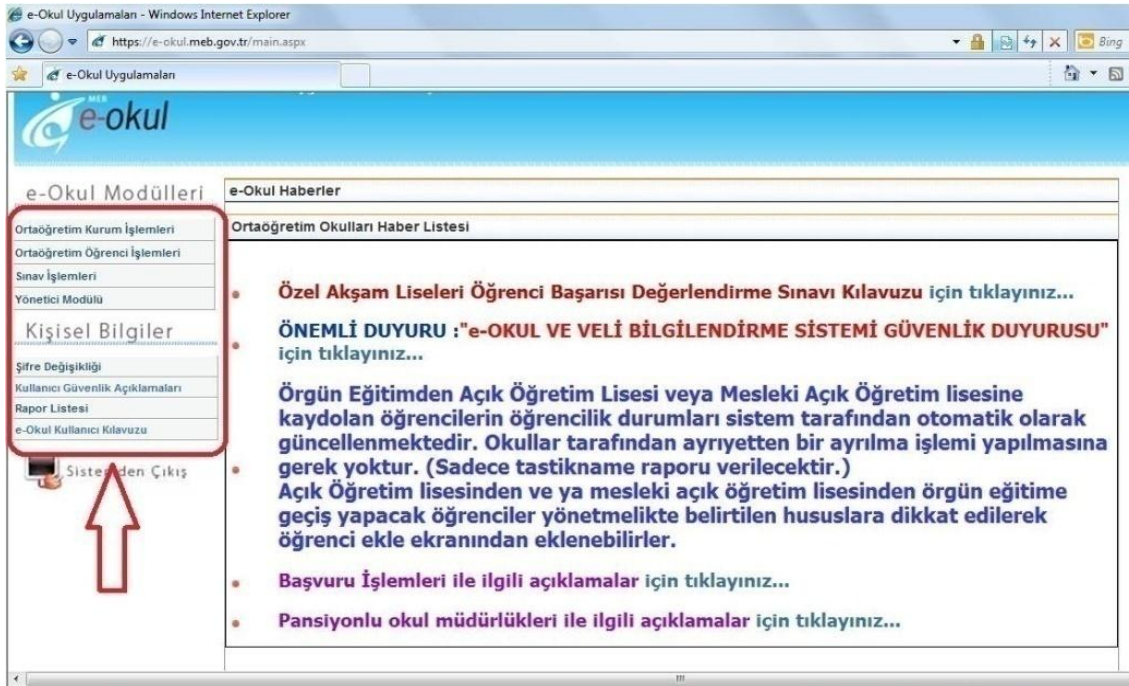 e-Okul Uygulamaları - Windows Internet Explorer
https://e-okul.meb.gov.tr/main.aspx
Bing
e-Okul Uygulamaları
MEB
e-okul
e-Okul Modülleri
Ortaöğretim Kurum İşlemleri
Ortaöğretim Öğrenci İşlemleri
Sınav İşlemleri
Yönetici Modülü
Kişisel Bilgiler
Şifre Değişikliği
Kullanıcı Güvenlik Açıklamaları
Rapor Listesi
e-Okul Kullanıcı Kılavuzu
Sistemden Çıkış
e-Okul Haberler
Ortaöğretim Okulları Haber Listesi
Özel Akşam Liseleri Öğrenci Başarısı Değerlendirme Sınavı Kılavuzu için tıklayınız...
ÖNEMLİ DUYURU :"e-OKUL VE VELİ BİLGİLENDİRME SİSTEMİ GÜVENLİK DUYURUSU"
için tıklayınız...
Örgün Eğitimden Açık Öğretim Lisesi veya Mesleki Açık Öğretim lisesine
kaydolan öğrencilerin öğrencilik durumları sistem tarafından otomatik olarak
güncellenmektedir. Okullar tarafından ayrıyetten bir ayrılma işlemi yapılmasına
gerek yoktur. (Sadece tastikname raporu verilecektir.)
Açık Öğretim lisesinden ve ya mesleki açık öğretim lisesinden örgün eğitime
geçiş yapacak öğrenciler yönetmelikte belirtilen hususlara dikkat edilerek
öğrenci ekle ekranından eklenebilirler.
Başvuru İşlemleri ile ilgili açıklamalar için tıklayınız...
Pansiyonlu okul müdürlükleri ile ilgili açıklamalar için tıklayınız...